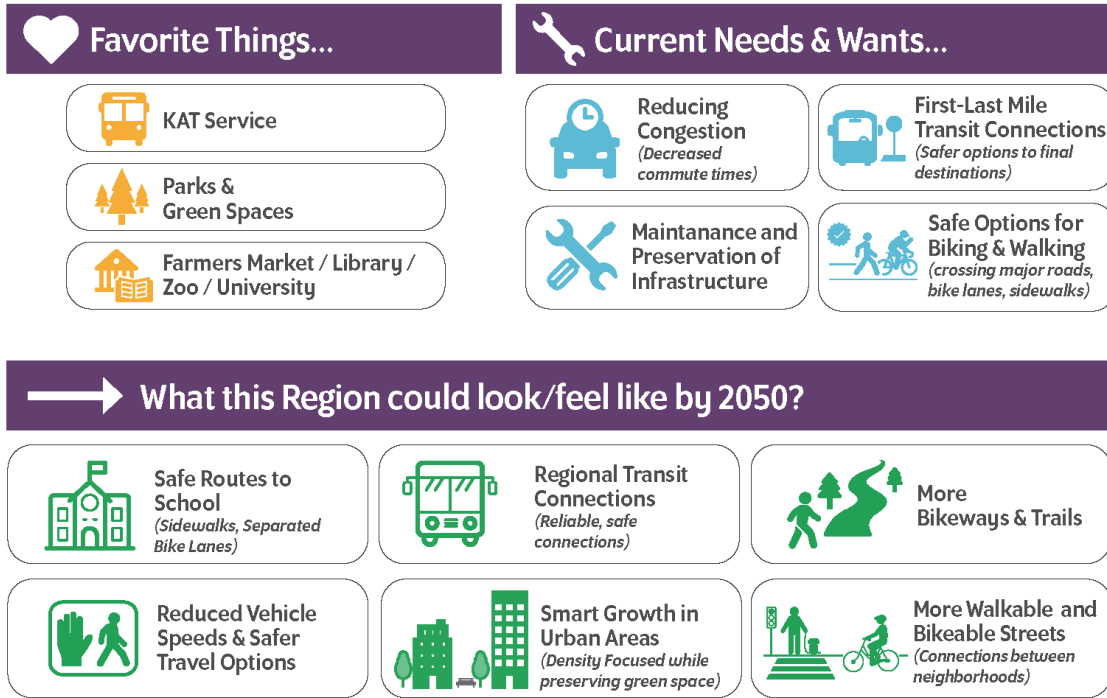 Favorite Things...
KAT Service
Parks &
Green Spaces
Farmers Market / Library /
Zoo / University
Current Needs & Wants...
Reducing
Congestion
(Decreased
commute times)
First-Last Mile
Transit Connections
(Safer options to final
destinations)
Maintanance and
Preservation of
Infrastructure
Safe Options for
Biking & Walking
(crossing major roads,
bike lanes, sidewalks)
What this Region could look/feel like by 2050?
Safe Routes to
School
(Sidewalks, Separated
Bike Lanes)
Regional Transit
Connections
(Reliable, safe
connections)
More
Bikeways & Trails
Reduced Vehicle
Speeds & Safer
Travel Options
Smart Growth in
Urban Areas
(Density Focused while
preserving green space)
More Walkable and
Bikeable Streets
(Connections between
neighborhoods)